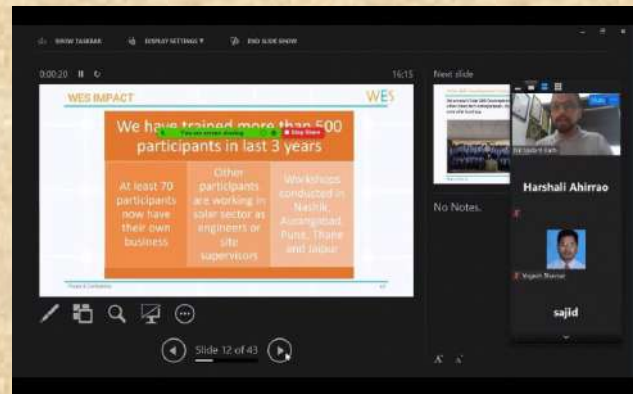 SHOW TASKBAR
DISPLAY SETTINGS
END SLIDE SHOW
0:00:20
16:15
Next slide
WES IMPACT
WES
We have trained more than 500
You are screen sharing
Stop Share
participants in last 3 years
At least 70
participants
now have
their own
business
Other
participants
are working in
solar sector as
engineers or
site
supervisors
Workshops
conducted in
Nashik,
Aurangabad,
Pune, Thane
and Jaipur
No Notes.
Slide 12 of 43
Harshali Ahirrao
sajid
A
A